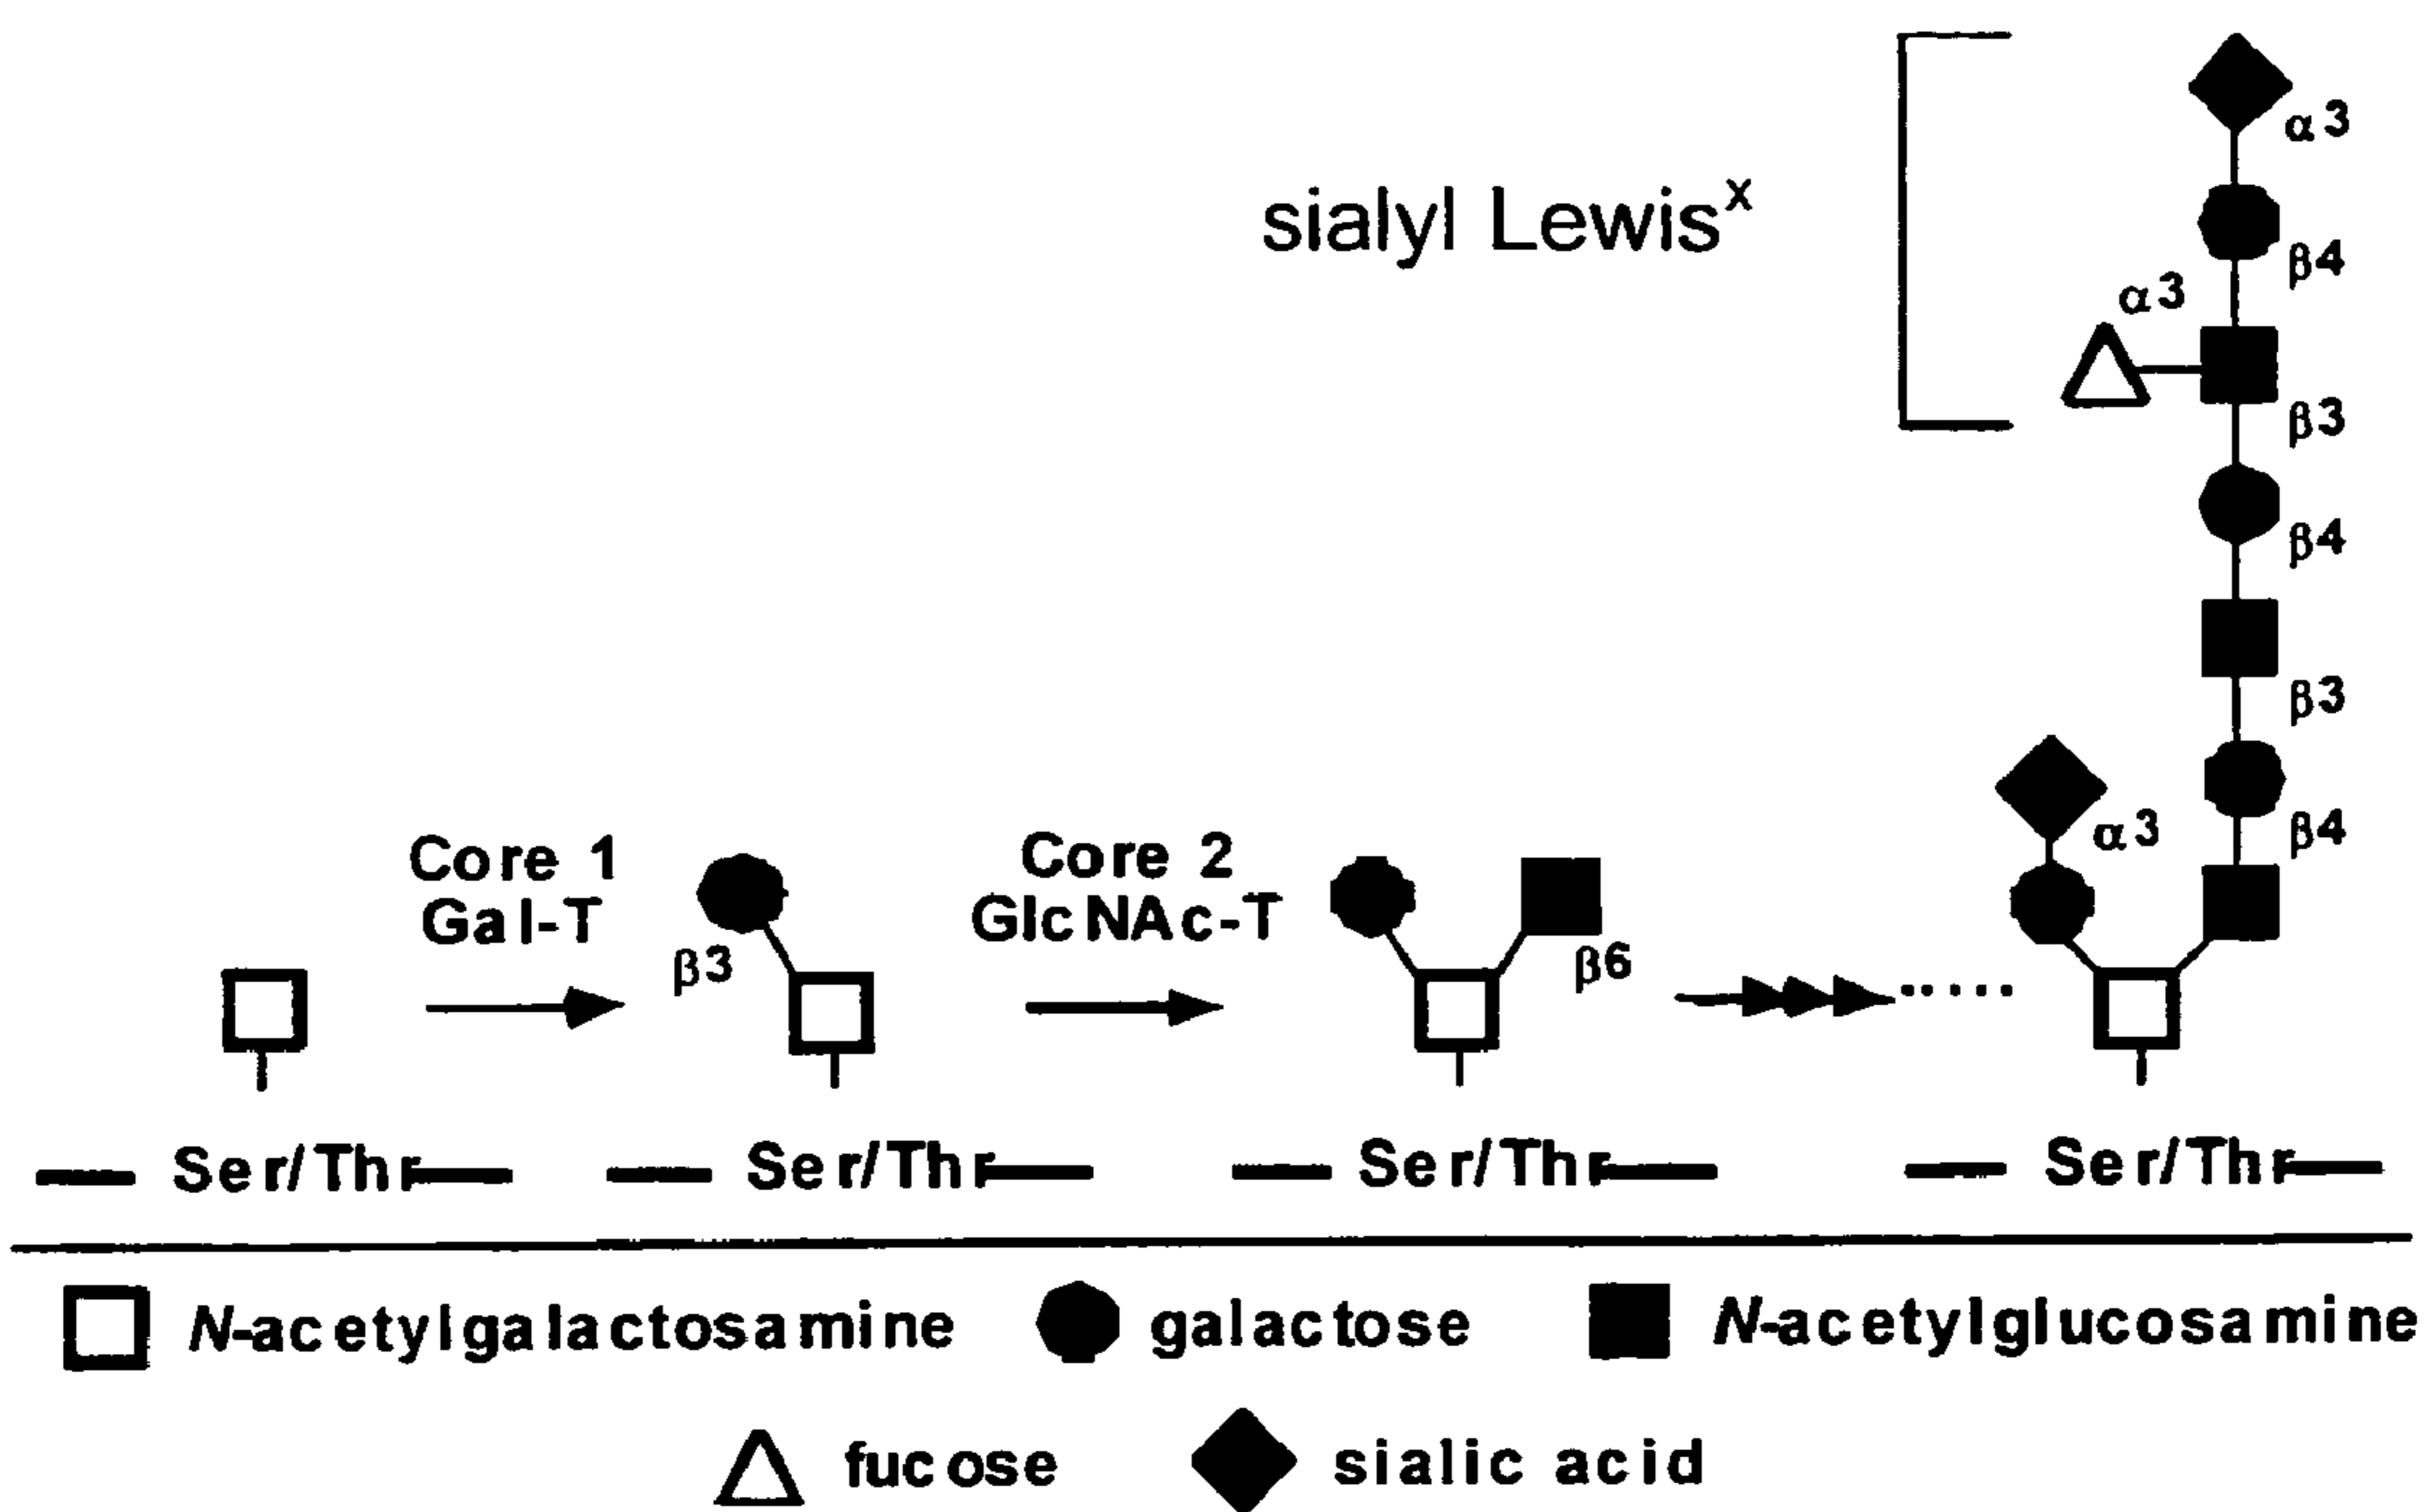 α3
sialyl Lewisˣ
β4
α3
β3
β4
β3
α3
β4
Core 1
Gal-T
Core 2
GlcNAc-T
β3
β6
Ser/Thr
Ser/Thr
Ser/Thr
Ser/Thr
N-acetylgalactosamine
galactose
N-acetylglucosamine
fucose
sialic acid